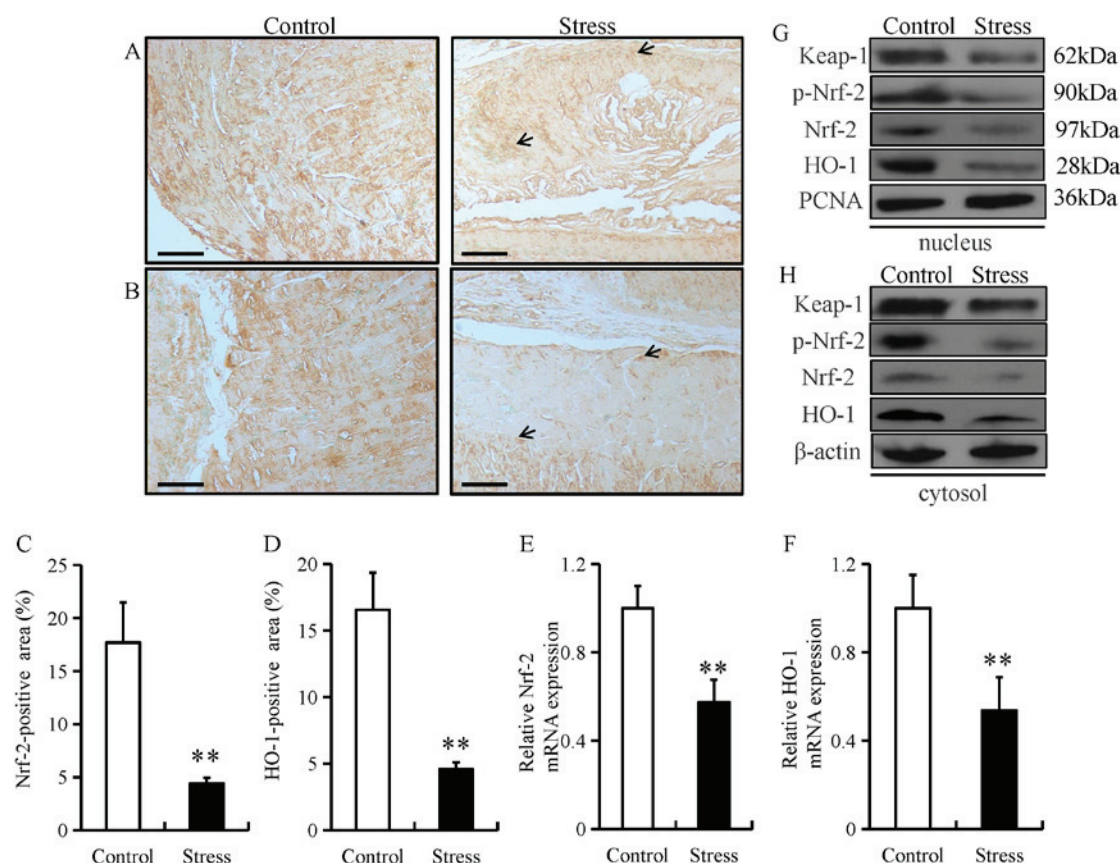 Control Stress
A
B
G Control Stress
Keap-1 62kDa
p-Nrf-2 90kDa
Nrf-2 97kDa
HO-1 28kDa
PCNA 36kDa
nucleus
H Control Stress
Keap-1
p-Nrf-2
Nrf-2
HO-1
β-actin
cytosol
C
Nrf-2-positive area (%)
25
20
15
10
5
0
**
Control Stress
D
HO-1-positive area (%)
20
15
10
5
0
**
Control Stress
E
Relative Nrf-2
mRNA expression
1.2
0.8
0.4
0
**
Control Stress
F
Relative HO-1
mRNA expression
1.2
0.8
0.4
0
**
Control Stress